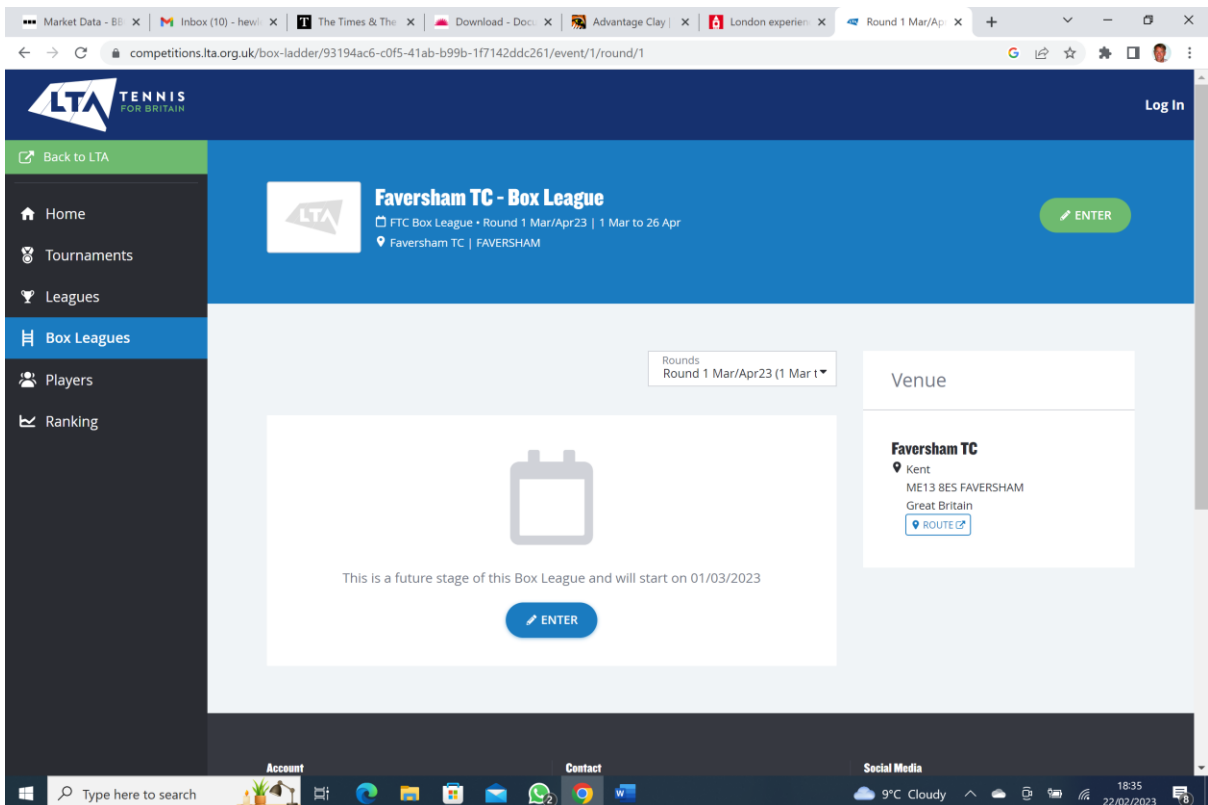 Market Data - BB
Inbox (10) - hewl
The Times & The
Download - Docu
Advantage Clay |
London experien
Round 1 Mar/Ap
competitions.lta.org.uk/box-ladder/93194ac6-c0f5-41ab-b99b-1f7142ddc261/event/1/round/1
LTA TENNIS
FOR BRITAIN
Log In
Back to LTA
Home
Tournaments
Leagues
Box Leagues
Players
Ranking
LTA
Faversham TC - Box League
FTC Box League • Round 1 Mar/Apr23 | 1 Mar to 26 Apr
Faversham TC | FAVERSHAM
ENTER
Rounds
Round 1 Mar/Apr23 (1 Mar t
This is a future stage of this Box League and will start on 01/03/2023
ENTER
Venue
Faversham TC
Kent
ME13 8ES FAVERSHAM
Great Britain
ROUTE
Account
Contact
Social Media
Type here to search
9°C Cloudy
18:35
22/02/2023